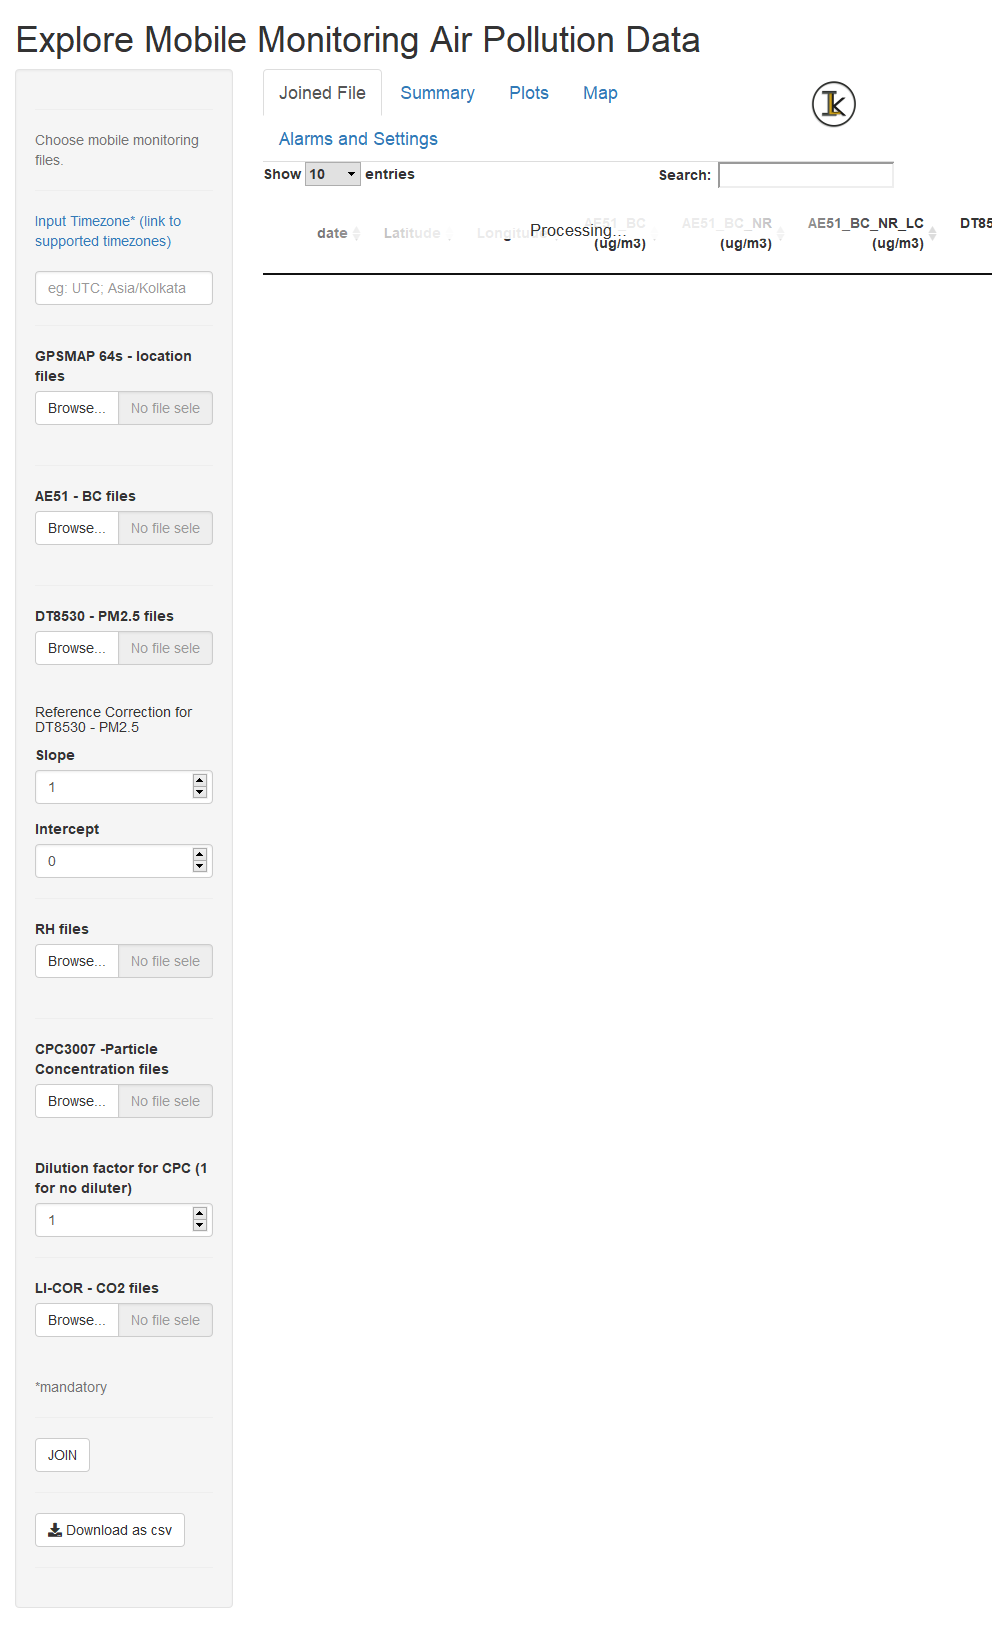 Explore Mobile Monitoring Air Pollution Data
Choose mobile monitoring
files.
Input Timezone* (link to
supported timezones)
eg: UTC; Asia/Kolkata
GPSMAP 64s - location
files
Browse... No file sele
AE51 - BC files
Browse... No file sele
DT8530 - PM2.5 files
Browse... No file sele
Reference Correction for
DT8530 - PM2.5
Slope
1
Intercept
0
RH files
Browse... No file sele
CPC3007 -Particle
Concentration files
Browse... No file sele
Dilution factor for CPC (1
for no diluter)
1
LI-COR - CO2 files
Browse... No file sele
*mandatory
JOIN
Download as csv
Joined File Summary Plots Map
Alarms and Settings
Show 10 entries Search:
AE51_BC AE51_BC_NR AE51_BC_NR_LC DT85
date Latitude Processing... (ug/m3) (ug/m3) (ug/m3)